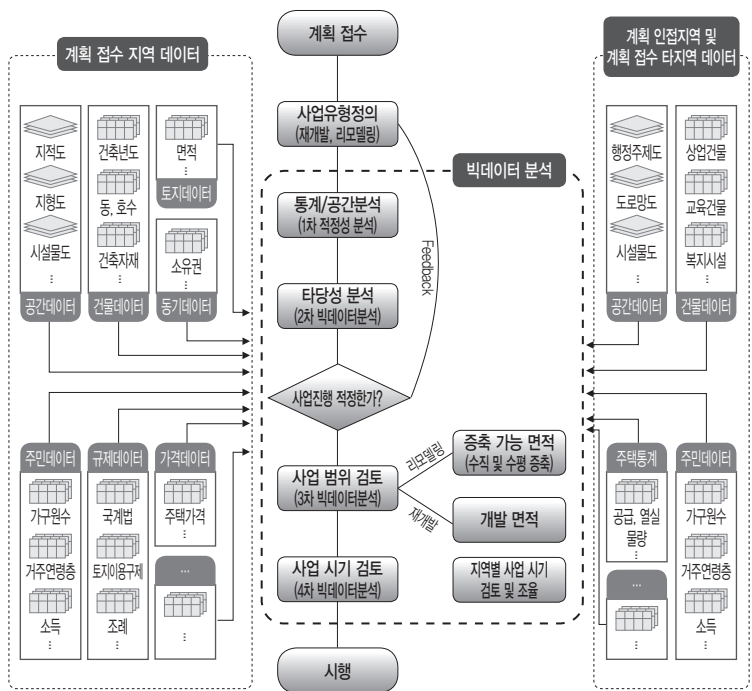 계획 접수 지역 데이터
지적도
지형도
시설물도
⋮
공간데이터
건축년도
동, 호수
건축자재
⋮
건물데이터
면적
⋮
토지데이터
소유권
⋮
등기데이터
주민데이터
가구원수
거주연령층
소득
⋮
규제데이터
국계법
토지이용규제
조례
⋮
가격데이터
주택가격
⋮
...
⋮
계획 접수
사업유형정의
(재개발, 리모델링)
빅데이터 분석
통계/공간분석
(1차 적정성 분석)
Feedback
타당성 분석
(2차 빅데이터분석)
사업진행 적정한가?
사업 범위 검토
(3차 빅데이터분석)
리모델링
증축 가능 면적
(수직 및 수평 증축)
재개발
개발 면적
사업 시기 검토
(4차 빅데이터분석)
지역별 사업 시기
검토 및 조율
시행
계획 인접지역 및
계획 접수 타지역 데이터
행정주제도
도로망도
시설물도
⋮
공간데이터
상업건물
교육건물
복지시설
⋮
건물데이터
주택통계
공급, 멸실
물량
⋮
...
⋮
주민데이터
가구원수
거주연령층
소득
⋮